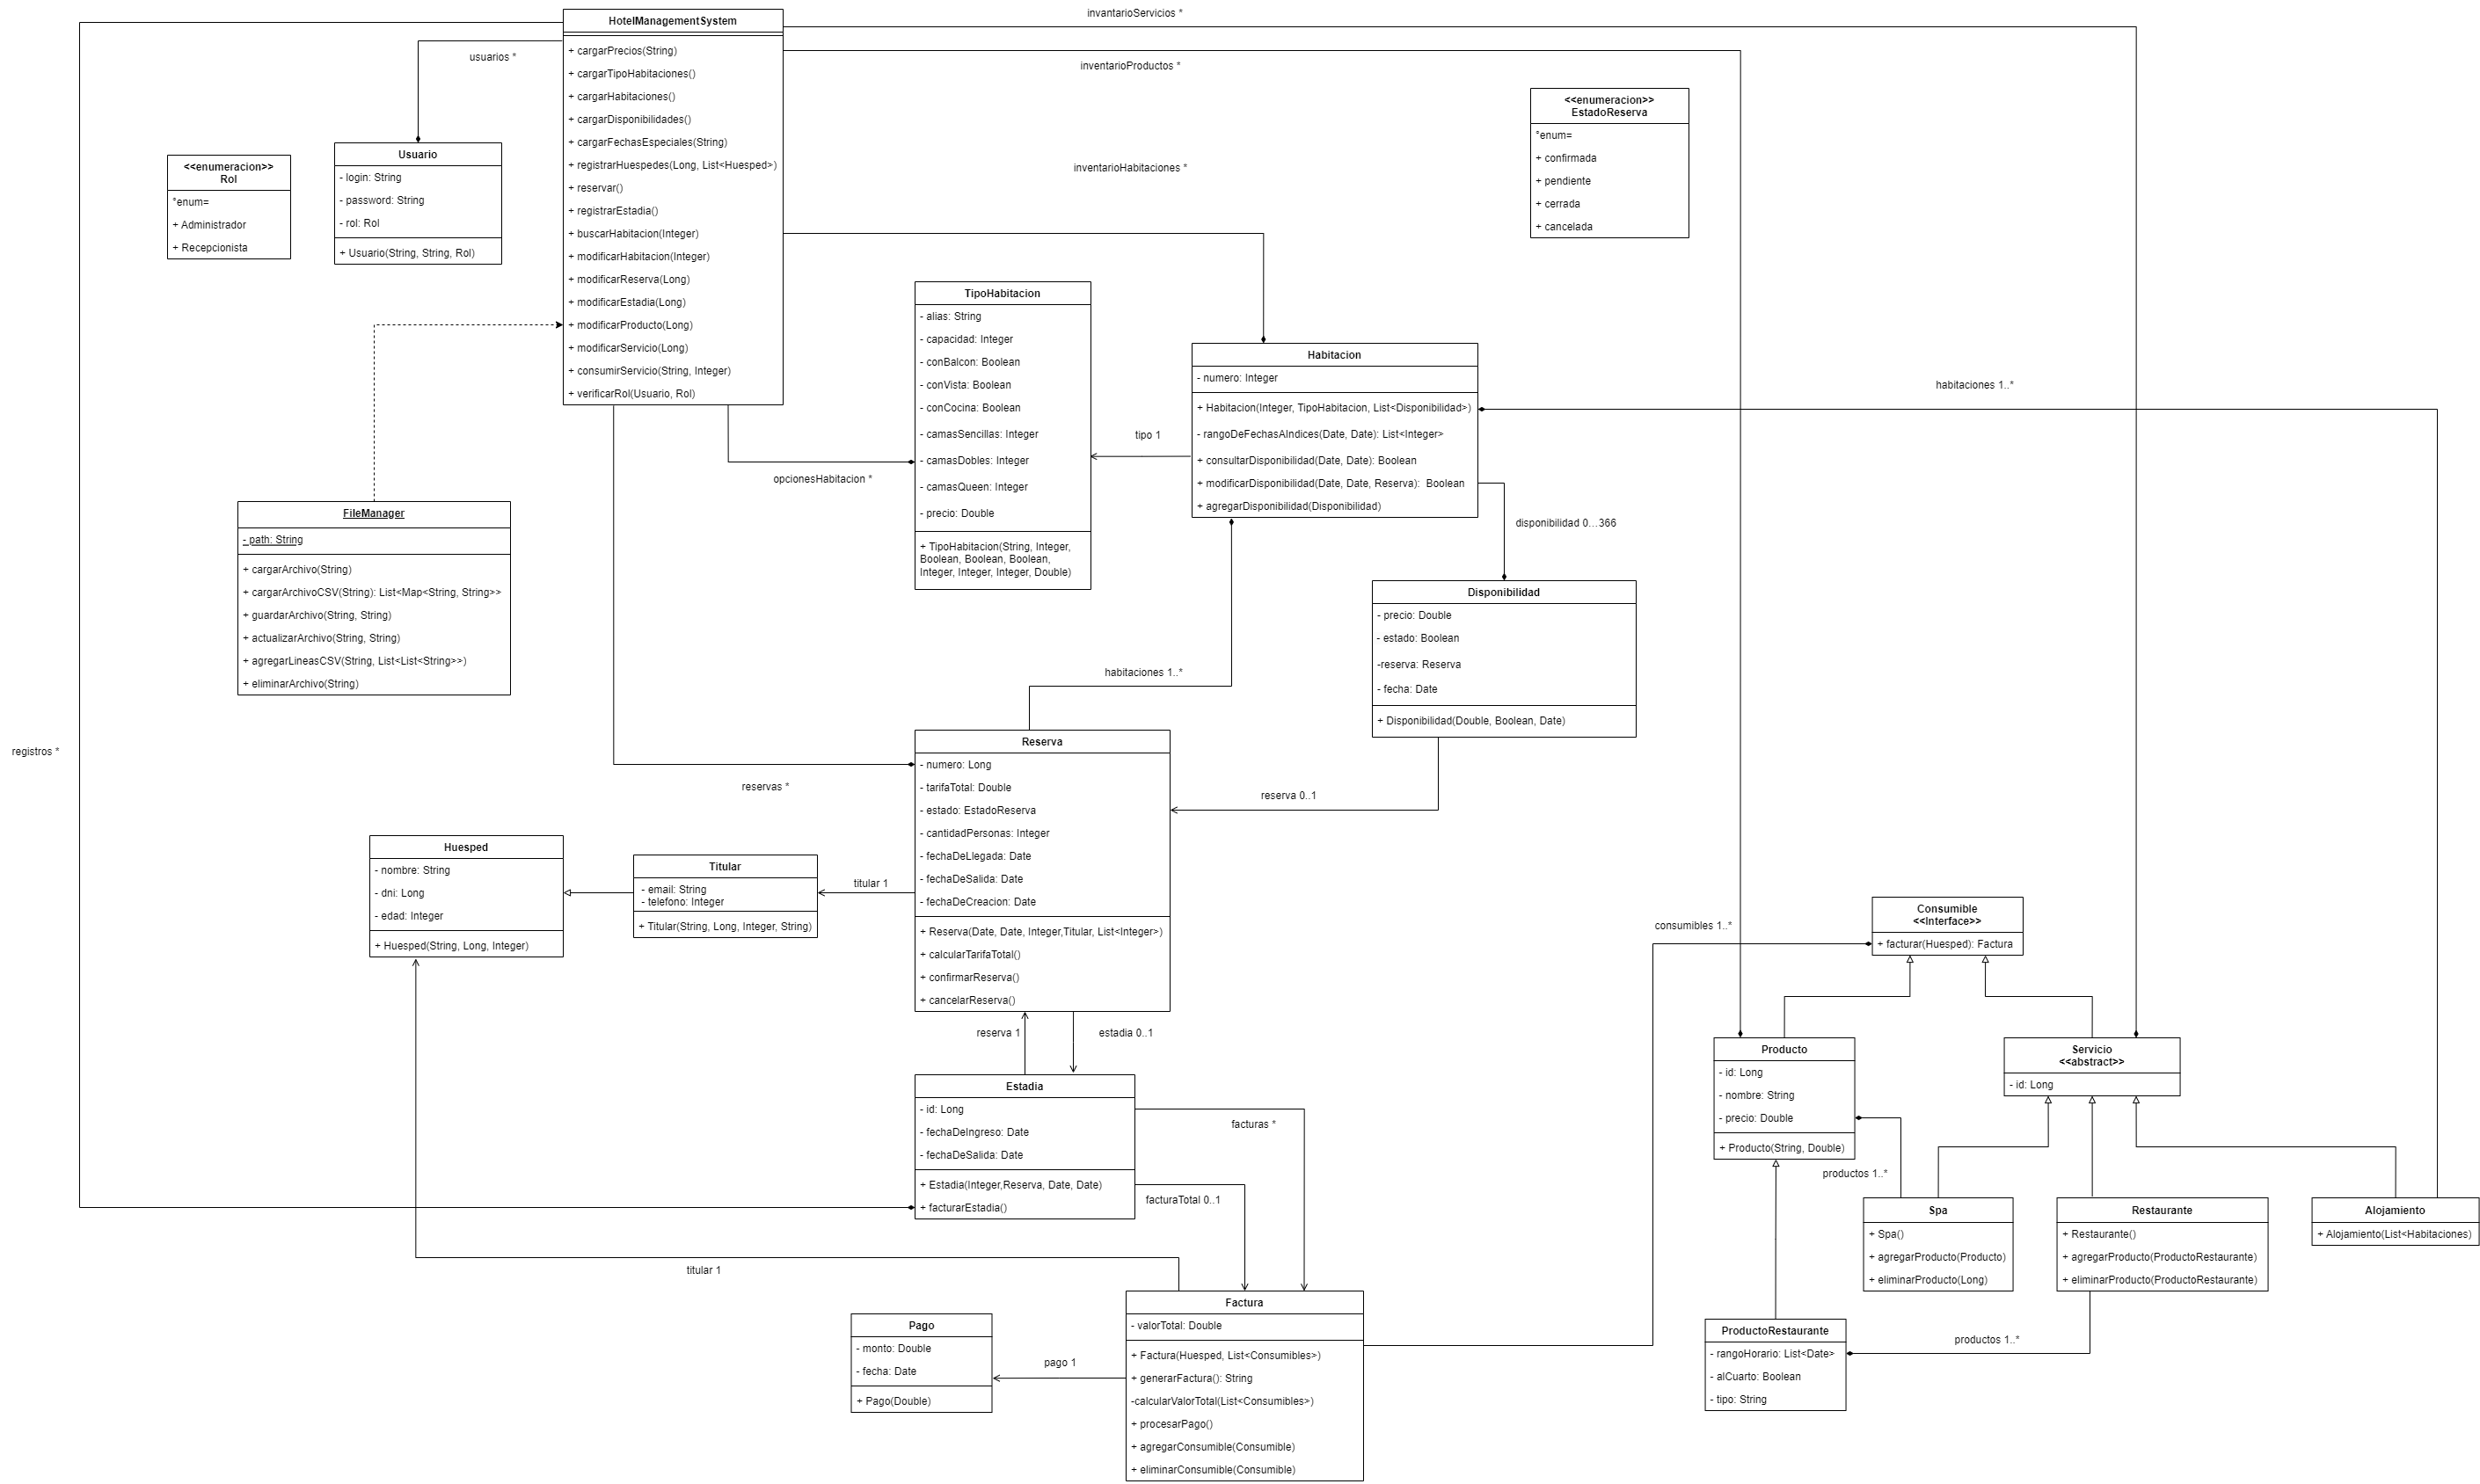 HotelManagementSystem
+ cargarPrecios(String)
+ cargarTipoHabitaciones()
+ cargarHabitaciones()
+ cargarDisponibilidades()
+ cargarFechasEspeciales(String)
+ registrarHuespedes(Long, List<Huesped>)
+ reservar()
+ registrarEstadia()
+ buscarHabitacion(Integer)
+ modificarHabitacion(Integer)
+ modificarReserva(Long)
+ modificarEstadia(Long)
+ modificarProducto(Long)
+ modificarServicio(Long)
+ consumirServicio(String, Integer)
+ verificarRol(Usuario, Rol)
invantarioServicios *
inventarioProductos *
usuarios *
inventarioHabitaciones *
<<enumeracion>>
EstadoReserva
°enum=
+ confirmada
+ pendiente
+ cerrada
+ cancelada
<<enumeracion>>
Rol
°enum=
+ Administrador
+ Recepcionista
Usuario
- login: String
- password: String
- rol: Rol
+ Usuario(String, String, Rol)
TipoHabitacion
- alias: String
- capacidad: Integer
- conBalcon: Boolean
- conVista: Boolean
- conCocina: Boolean
- camasSencillas: Integer
- camasDobles: Integer
- camasQueen: Integer
- precio: Double
+ TipoHabitacion(String, Integer,
Boolean, Boolean, Boolean,
Integer, Integer, Integer, Double)
opcionesHabitacion *
tipo 1
Habitacion
- numero: Integer
+ Habitacion(Integer, TipoHabitacion, List<Disponibilidad>)
- rangoDeFechasAIndices(Date, Date): List<Integer>
+ consultarDisponibilidad(Date, Date): Boolean
+ modificarDisponibilidad(Date, Date, Reserva):  Boolean
+ agregarDisponibilidad(Disponibilidad)
habitaciones 1..*
disponibilidad 0...366
FileManager
- path: String
+ cargarArchivo(String)
+ cargarArchivoCSV(String): List<Map<String, String>>
+ guardarArchivo(String, String)
+ actualizarArchivo(String, String)
+ agregarLineasCSV(String, List<List<String>>)
+ eliminarArchivo(String)
Disponibilidad
- precio: Double
- estado: Boolean
-reserva: Reserva
- fecha: Date
+ Disponibilidad(Double, Boolean, Date)
habitaciones 1..*
registros *
reservas *
reserva 0..1
Reserva
- numero: Long
- tarifaTotal: Double
- estado: EstadoReserva
- cantidadPersonas: Integer
- fechaDeLlegada: Date
- fechaDeSalida: Date
- fechaDeCreacion: Date
+ Reserva(Date, Date, Integer,Titular, List<Integer>)
+ calcularTarifaTotal()
+ confirmarReserva()
+ cancelarReserva()
Huesped
- nombre: String
- dni: Long
- edad: Integer
+ Huesped(String, Long, Integer)
Titular
- email: String
- telefono: Integer
+ Titular(String, Long, Integer, String)
titular 1
consumibles 1..*
Consumible
<<Interface>>
+ facturar(Huesped): Factura
reserva 1
estadia 0..1
Estadia
- id: Long
- fechaDeIngreso: Date
- fechaDeSalida: Date
+ Estadia(Integer,Reserva, Date, Date)
+ facturarEstadia()
facturas *
facturaTotal 0..1
Producto
- id: Long
- nombre: String
- precio: Double
+ Producto(String, Double)
Servicio
<<abstract>>
- id: Long
productos 1..*
Spa
+ Spa()
+ agregarProducto(Producto)
+ eliminarProducto(Long)
Restaurante
+ Restaurante()
+ agregarProducto(ProductoRestaurante)
+ eliminarProducto(ProductoRestaurante)
Alojamiento
+ Alojamiento(List<Habitaciones)
titular 1
Pago
- monto: Double
- fecha: Date
+ Pago(Double)
pago 1
Factura
- valorTotal: Double
+ Factura(Huesped, List<Consumibles>)
+ generarFactura(): String
-calcularValorTotal(List<Consumibles>)
+ procesarPago()
+ agregarConsumible(Consumible)
+ eliminarConsumible(Consumible)
ProductoRestaurante
- rangoHorario: List<Date>
- alCuarto: Boolean
- tipo: String
productos 1..*